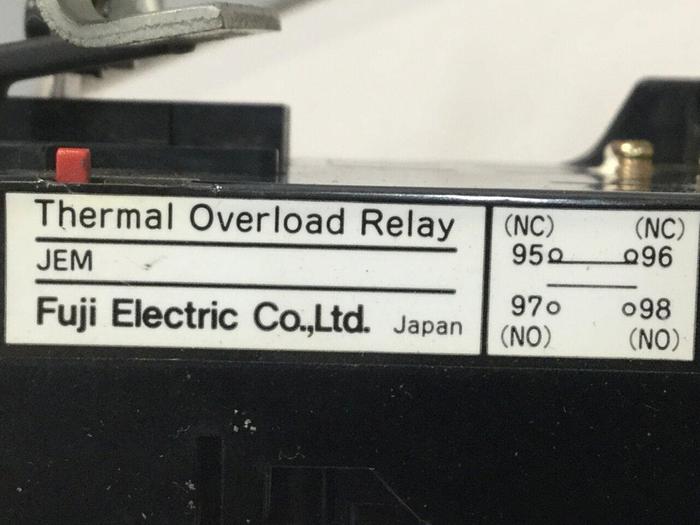 Thermal Overload Relay
JEM
Fuji Electric Co.,Ltd. Japan
(NC) (NC)
95 96
97 98
(NO) (NO)